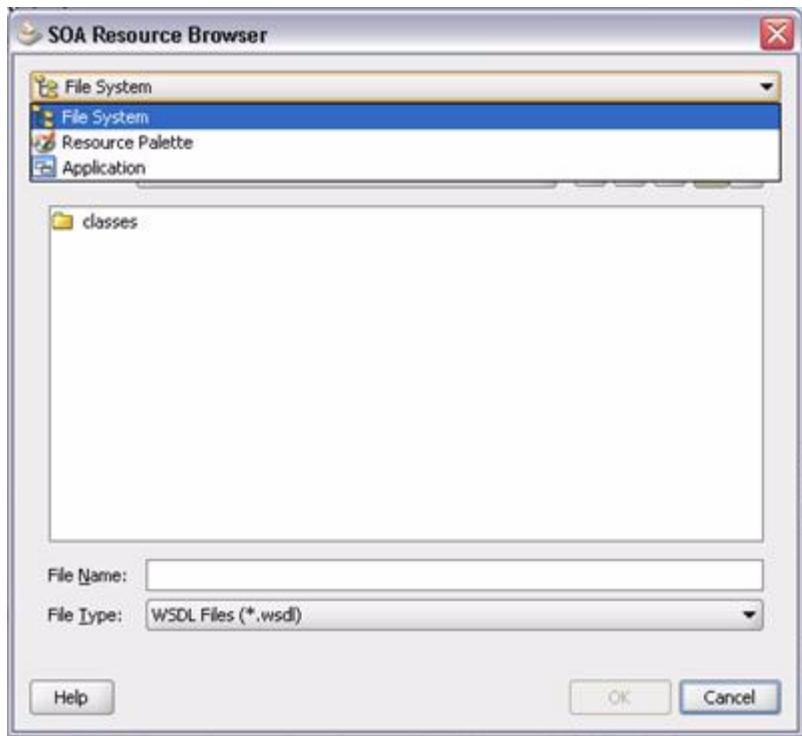 SOA Resource Browser
File System
File System
Resource Palette
Application
classes
File Name:
File Type: WSDL Files (*.wsdl)
Help OK Cancel